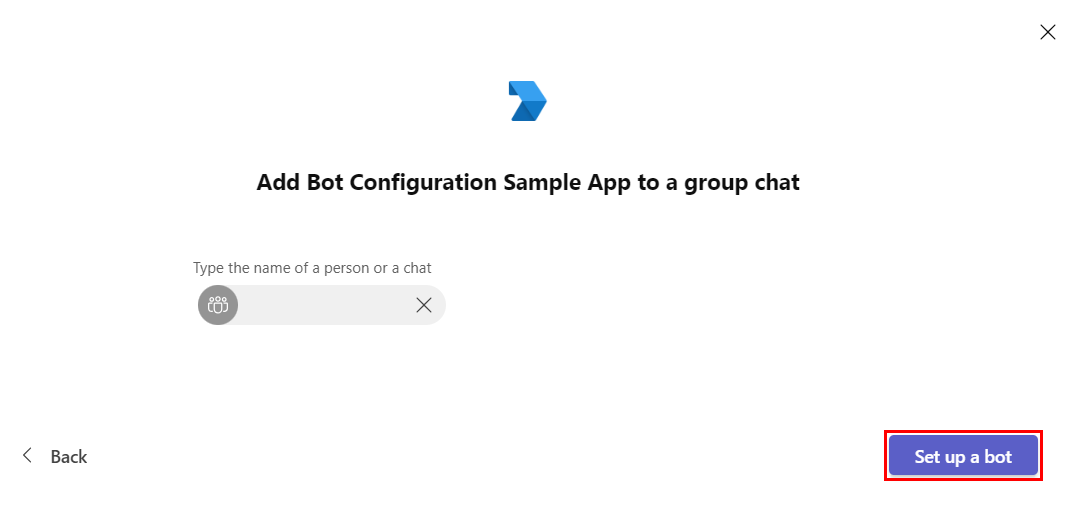 Add Bot Configuration Sample App to a group chat
Type the name of a person or a chat
Back
Set up a bot